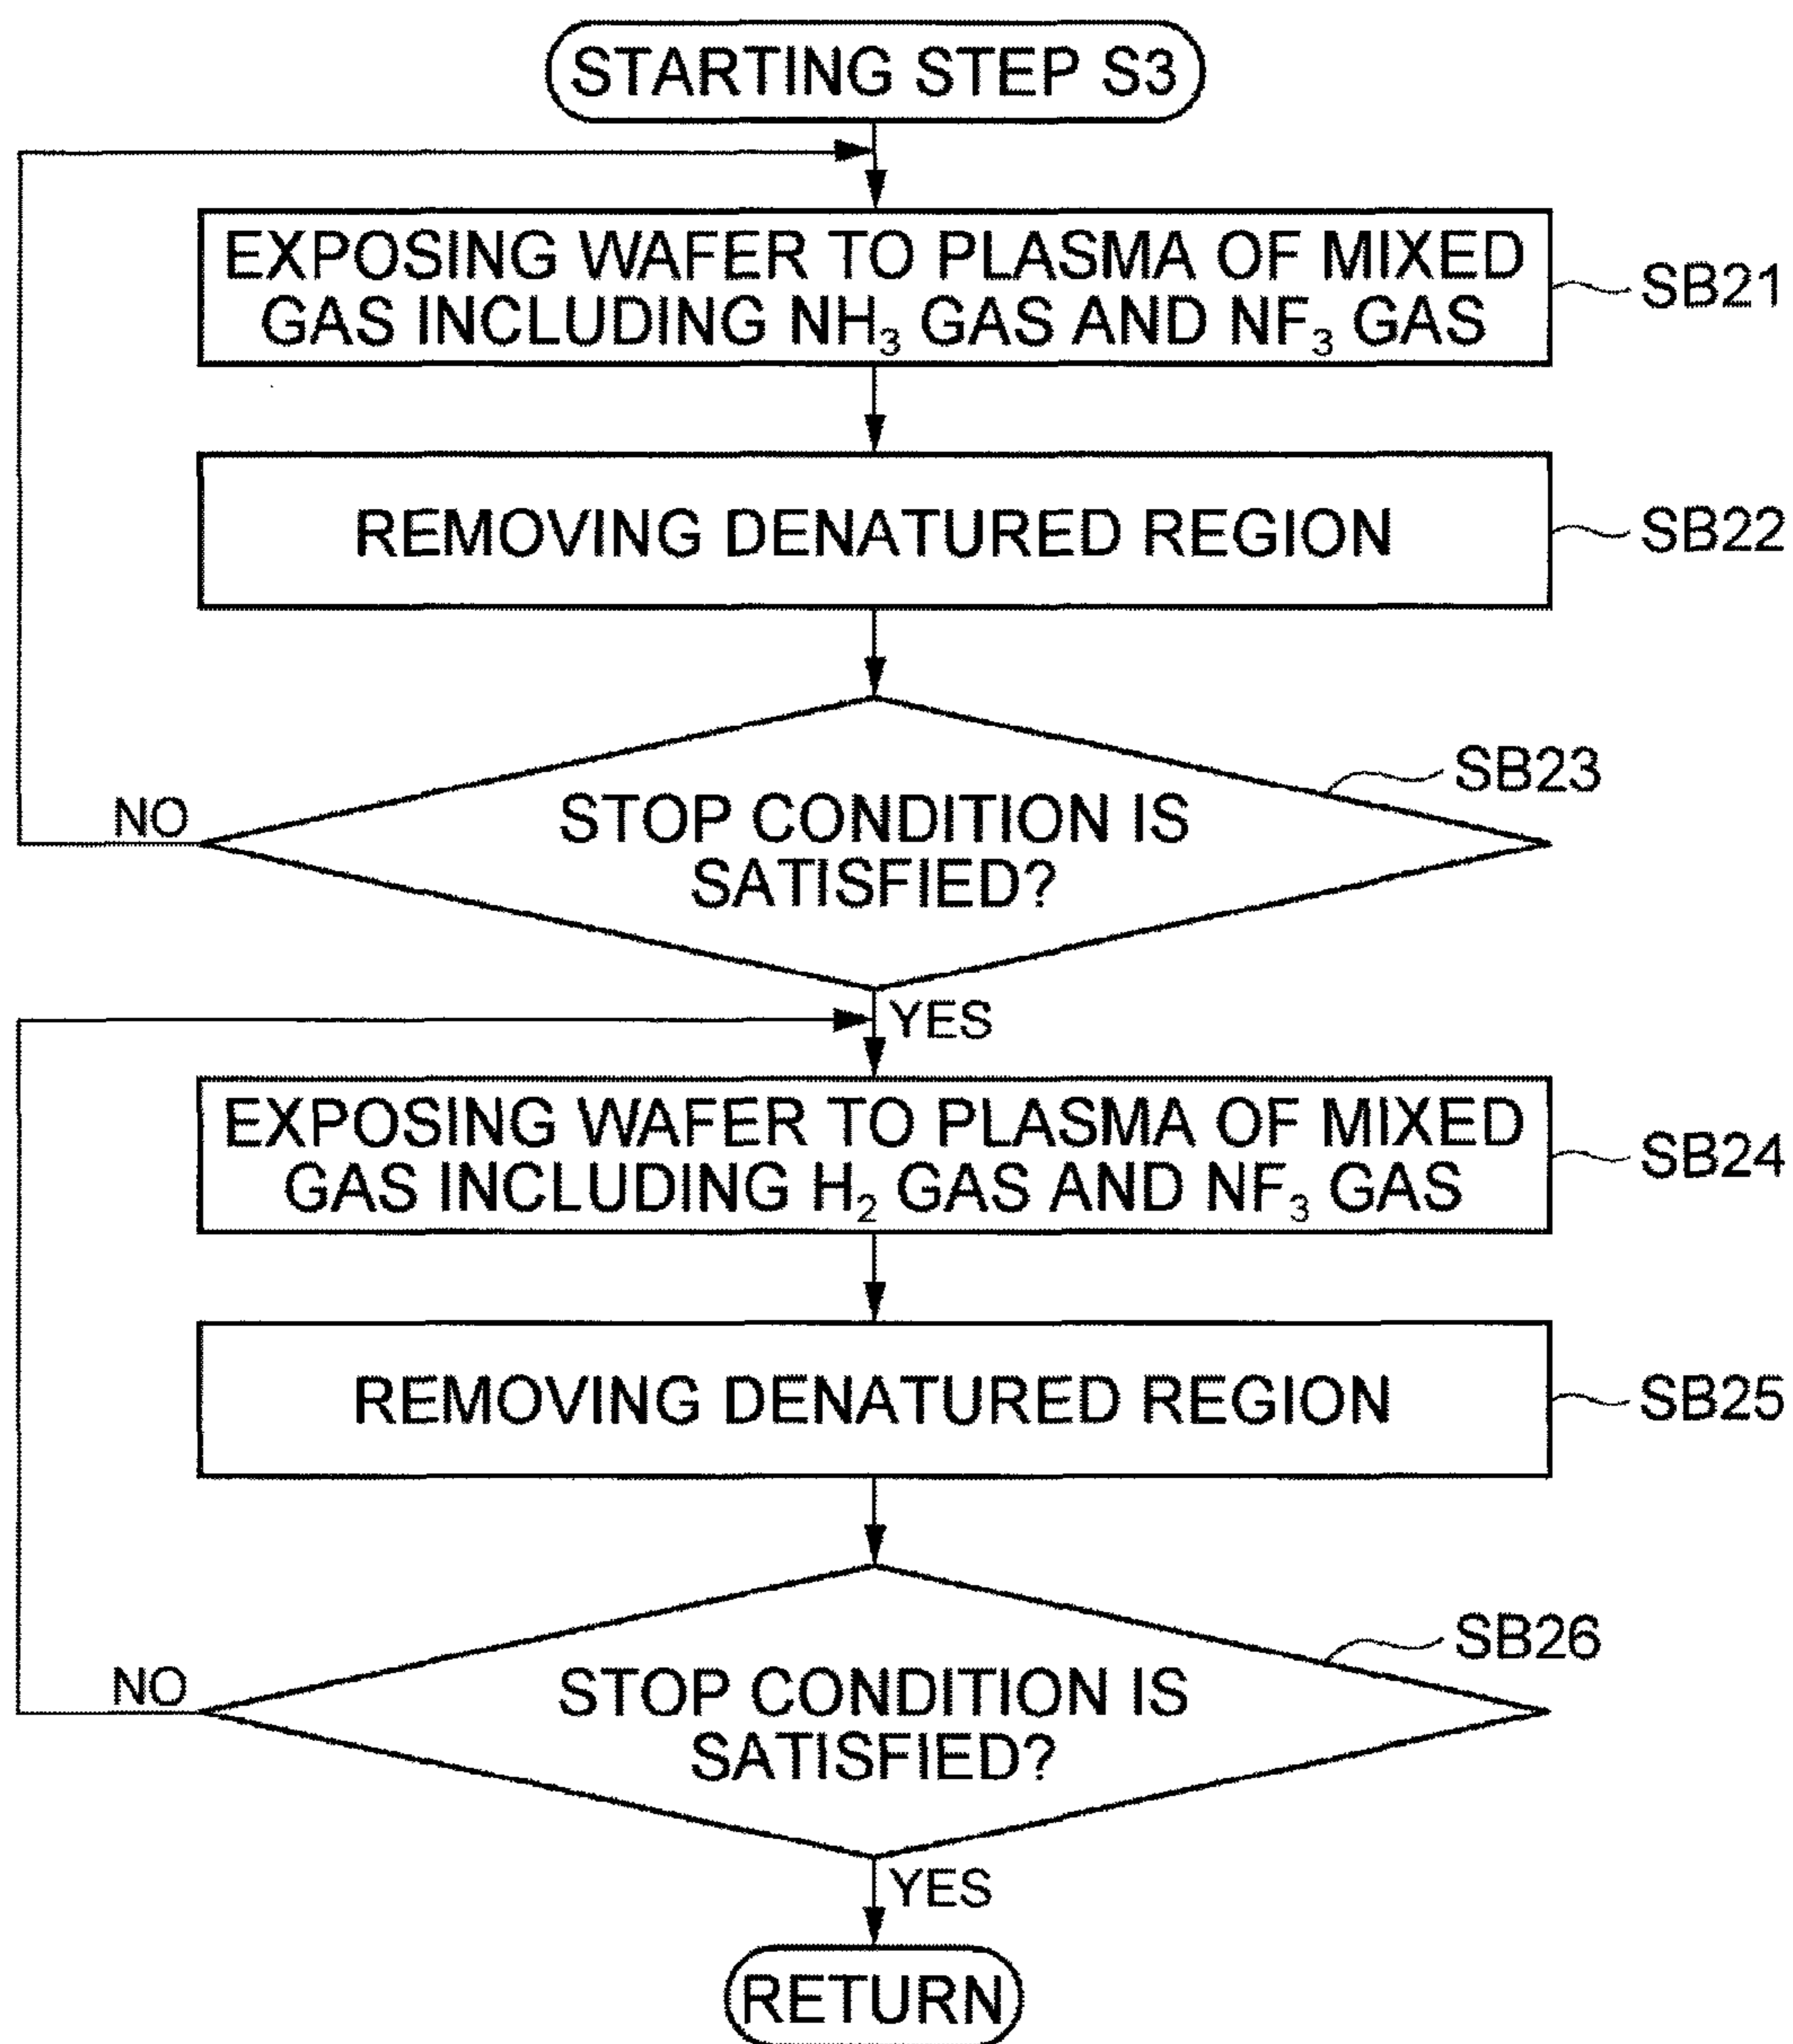 STARTING STEP S3
EXPOSING WAFER TO PLASMA OF MIXED
GAS INCLUDING NH₃ GAS AND NF₃ GAS
SB21
REMOVING DENATURED REGION
SB22
SB23
STOP CONDITION IS
SATISFIED?
NO
YES
EXPOSING WAFER TO PLASMA OF MIXED
GAS INCLUDING H₂ GAS AND NF₃ GAS
SB24
REMOVING DENATURED REGION
SB25
SB26
STOP CONDITION IS
SATISFIED?
NO
YES
RETURN